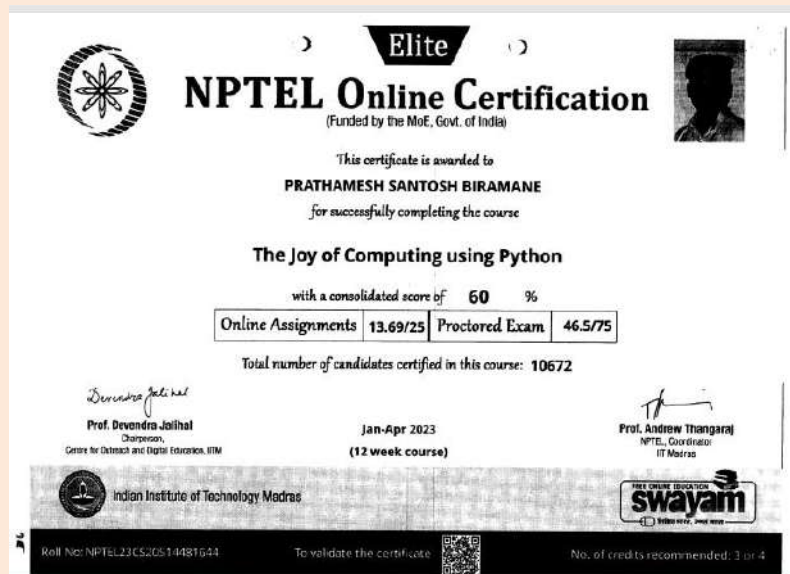 Elite
NPTEL Online Certification
(Funded by the MoE, Govt. of India)
This certificate is awarded to
PRATHAMESH SANTOSH BIRAMANE
for successfully completing the course
The Joy of Computing using Python
with a consolidated score of 60 %
Online Assignments 13.69/25 Proctored Exam 46.5/75
Total number of candidates certified in this course: 10672
Devendra Jalihal
Prof. Devendra Jalihal
Chairperson,
Centre for Outreach and Digital Education, IITM
Jan-Apr 2023
(12 week course)
Prof. Andrew Thangaraj
NPTEL, Coordinator
IIT Madras
Indian Institute of Technology Madras
FREE ONLINE EDUCATION
swayam
Roll No: NPTEL23CS20S14481644
To validate the certificate
No. of credits recommended: 3 or 4